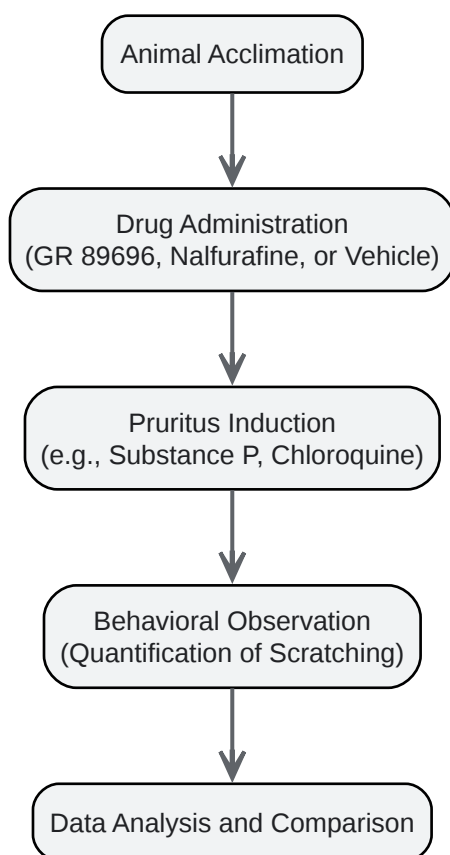 Animal Acclimation
Drug Administration
(GR 89696, Nalfurafine, or Vehicle)
Pruritus Induction
(e.g., Substance P, Chloroquine)
Behavioral Observation
(Quantification of Scratching)
Data Analysis and Comparison